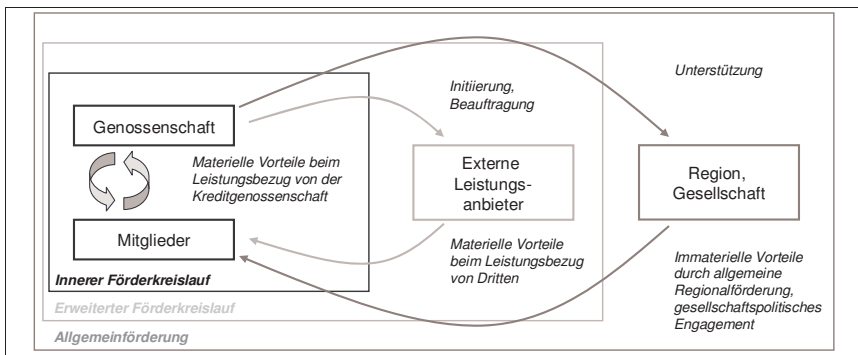 Genossenschaft
Materielle Vorteile beim
Leistungsbezug von der
Kreditgenossenschaft
Mitglieder
Innerer Förderkreislauf
Initiierung,
Beauftragung
Externe
Leistungs-
anbieter
Materielle Vorteile
beim Leistungsbezug
von Dritten
Erweiterter Förderkreislauf
Unterstützung
Region,
Gesellschaft
Immaterielle Vorteile
durch allgemeine
Regionalförderung,
gesellschaftspolitisches
Engagement
Allgemeinförderung